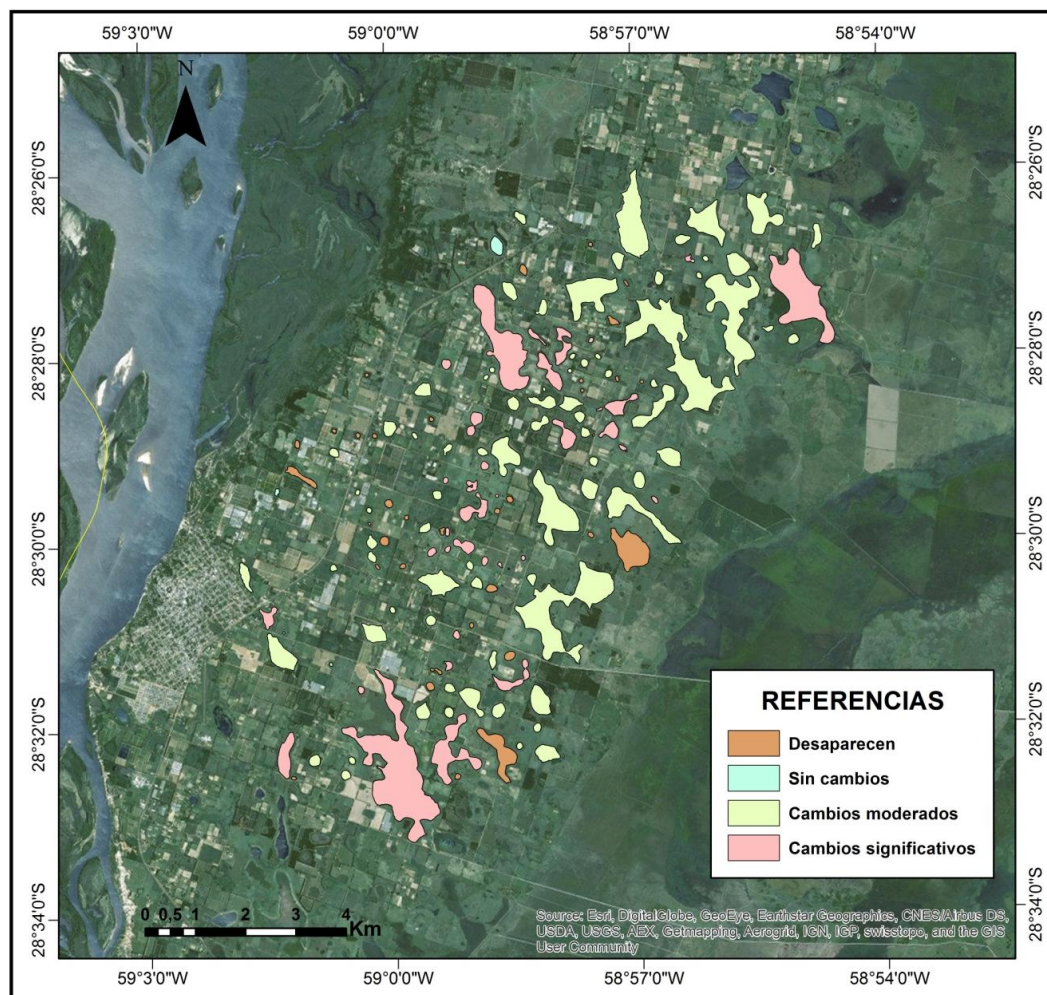 59°3'0"W 59°0'0"W 58°57'0"W 58°54'0"W
N
28°26'0"S 28°26'0"S
28°28'0"S 28°28'0"S
28°30'0"S 28°30'0"S
28°32'0"S 28°32'0"S
28°34'0"S 28°34'0"S
REFERENCIAS
Desaparecen
Sin cambios
Cambios moderados
Cambios significativos
0 0,5 1 2 3 4
Km
Source: Esri, DigitalGlobe, GeoEye, Earthstar Geographics, CNES/Airbus DS,
USDA, USGS, AEX, Getmapping, Aerogrid, IGN, IGP, swisstopo, and the GIS
User Community
59°3'0"W 59°0'0"W 58°57'0"W 58°54'0"W